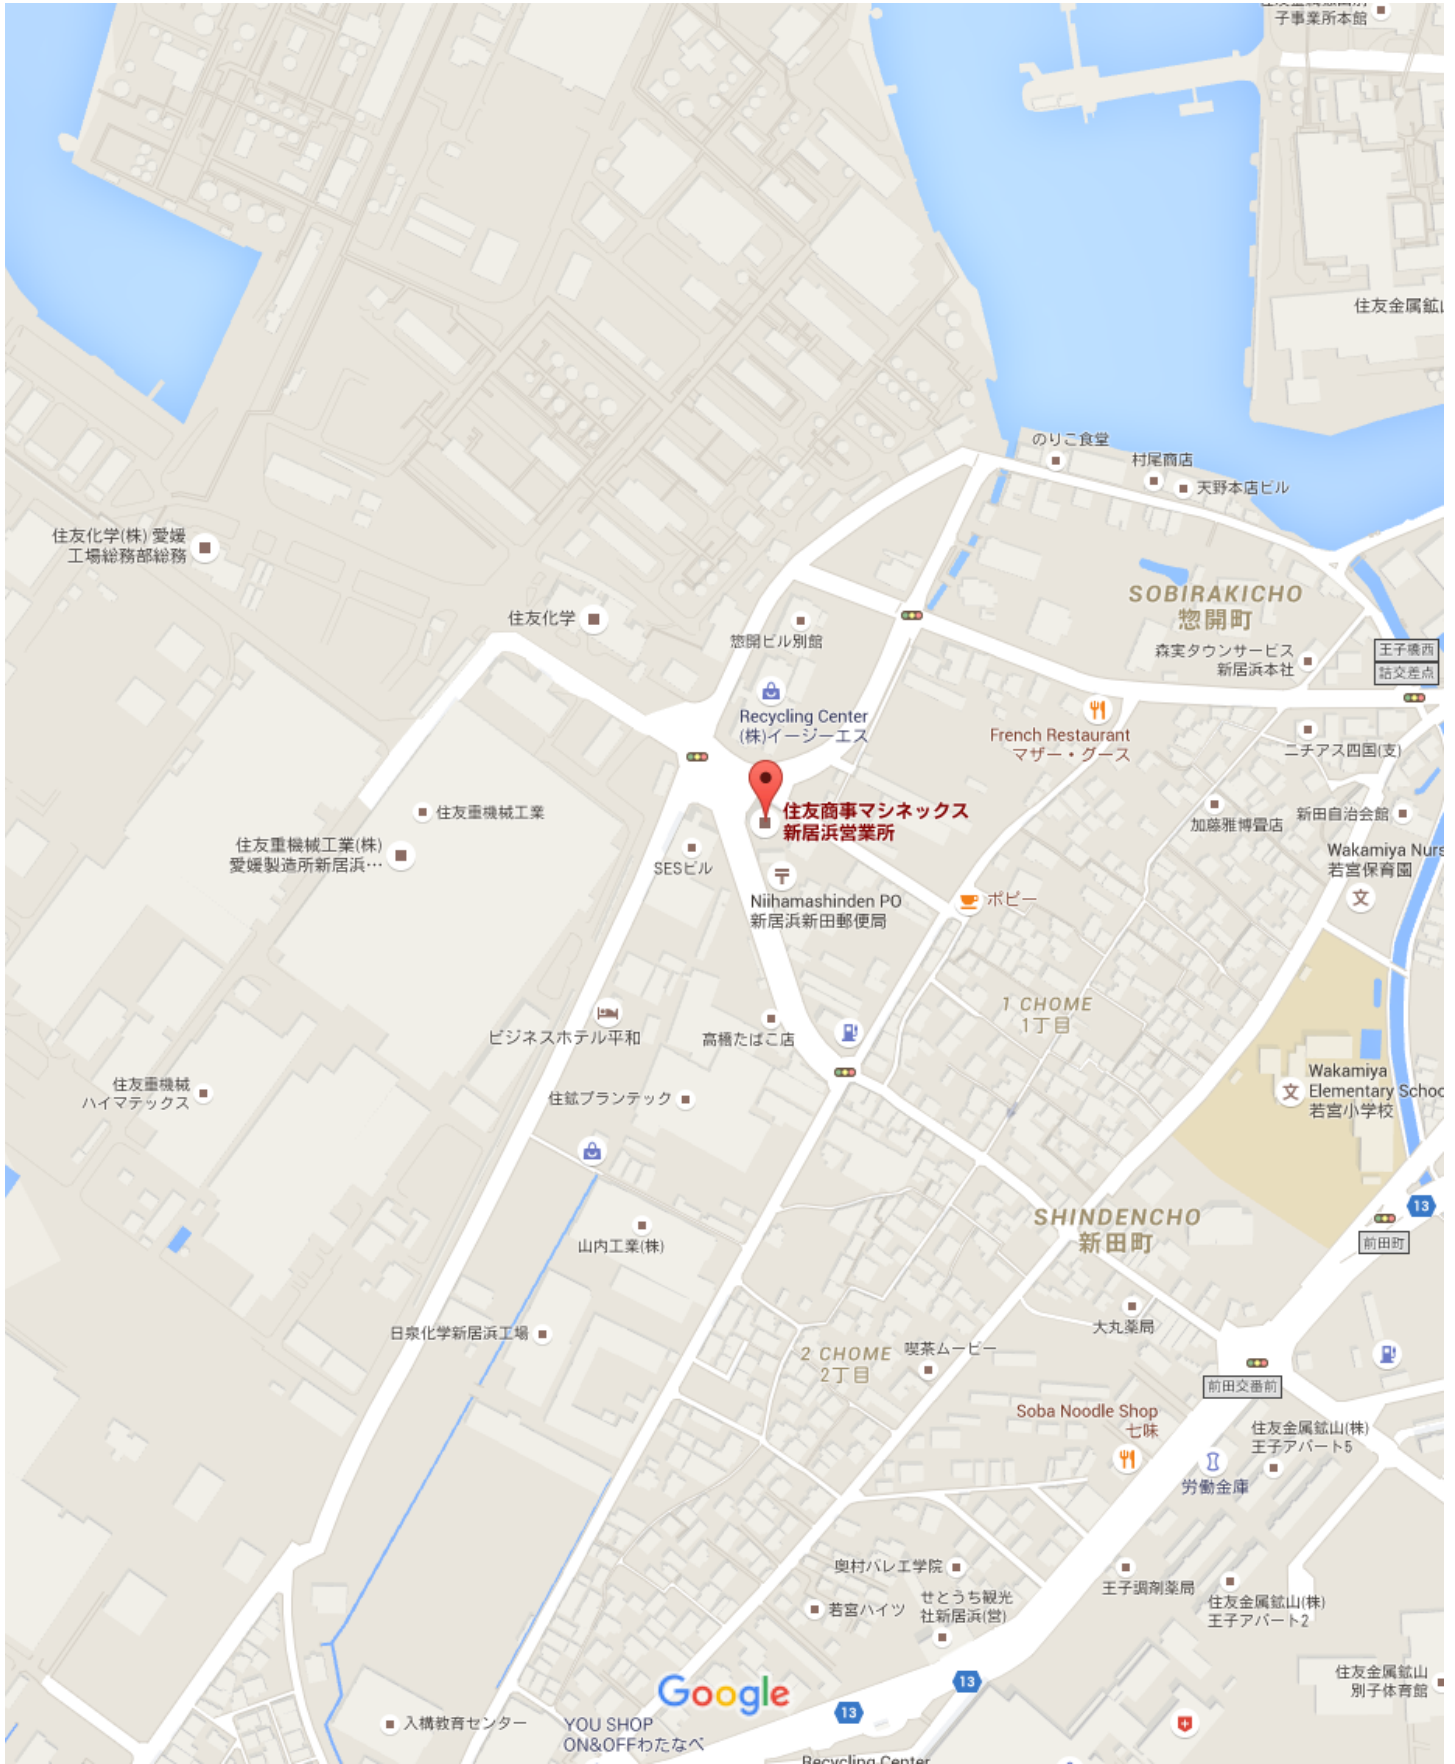 子事業所本館
住友金属鉱山
のりこ食堂
村尾商店
天野本店ビル
住友化学(株) 愛媛
工場総務部総務
住友化学
惣開ビル別館
SOBIRAKICHO
惣開町
森実タウンサービス
新居浜本社
王子橋西
詰交差点
Recycling Center
(株)イージーエス
French Restaurant
マザー・グース
ニチアス四国(支)
住友重機械工業
住友商事マシネックス
新居浜営業所
加藤雅博畳店
新田自治会館
住友重機械工業(株)
愛媛製造所新居浜…
SESビル
Wakamiya Nurs
若宮保育園
Niihamashinden PO
新居浜新田郵便局
ポピー
1 CHOME
1丁目
ビジネスホテル平和
高橋たばこ店
住友重機械
ハイマテックス
住鉱プランテック
Wakamiya
Elementary Schoo
若宮小学校
13
SHINDENCHO
新田町
前田町
山内工業(株)
日泉化学新居浜工場
大丸薬局
2 CHOME
2丁目
喫茶ムービー
前田交番前
Soba Noodle Shop
七味
住友金属鉱山(株)
王子アパート5
労働金庫
奥村バレエ学院
王子調剤薬局
せとうち観光
社新居浜(営)
若宮ハイツ
住友金属鉱山(株)
王子アパート2
住友金属鉱山
別子体育館
Google
13
13
入構教育センター
YOU SHOP
ON&OFFわたなべ
Recycling Center